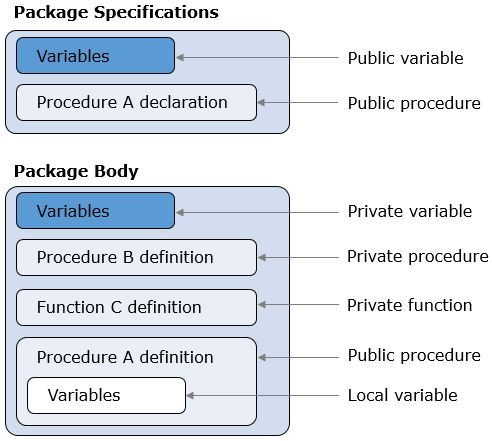 Package Specifications
Variables
Public variable
Procedure A declaration
Public procedure
Package Body
Variables
Private variable
Procedure B definition
Private procedure
Function C definition
Private function
Procedure A definition
Public procedure
Variables
Local variable